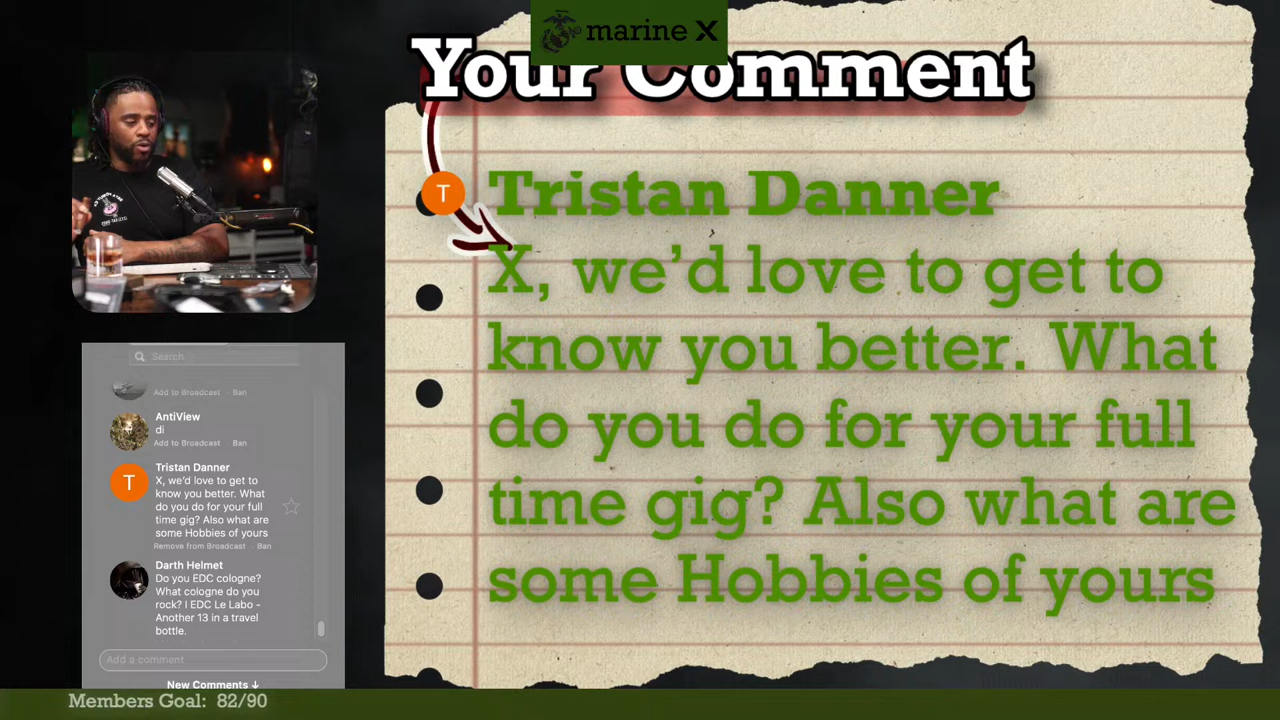 marine X
Your Comment
Tristan Danner
X, we’d love to get to
know you better. What
do you do for your full
time gig? Also what are
some Hobbies of yours
Search
Add to Broadcast · Ban
AntiView
di
Add to Broadcast · Ban
T
T
Tristan Danner
X, we’d love to get to
know you better. What
do you do for your full
time gig? Also what are
some Hobbies of yours
Remove from Broadcast · Ban
Darth Helmet
Do you EDC cologne?
What cologne do you
rock? I EDC Le Labo -
Another 13 in a travel
bottle.
Add a comment
New Comments ↓
Members Goal: 82/90